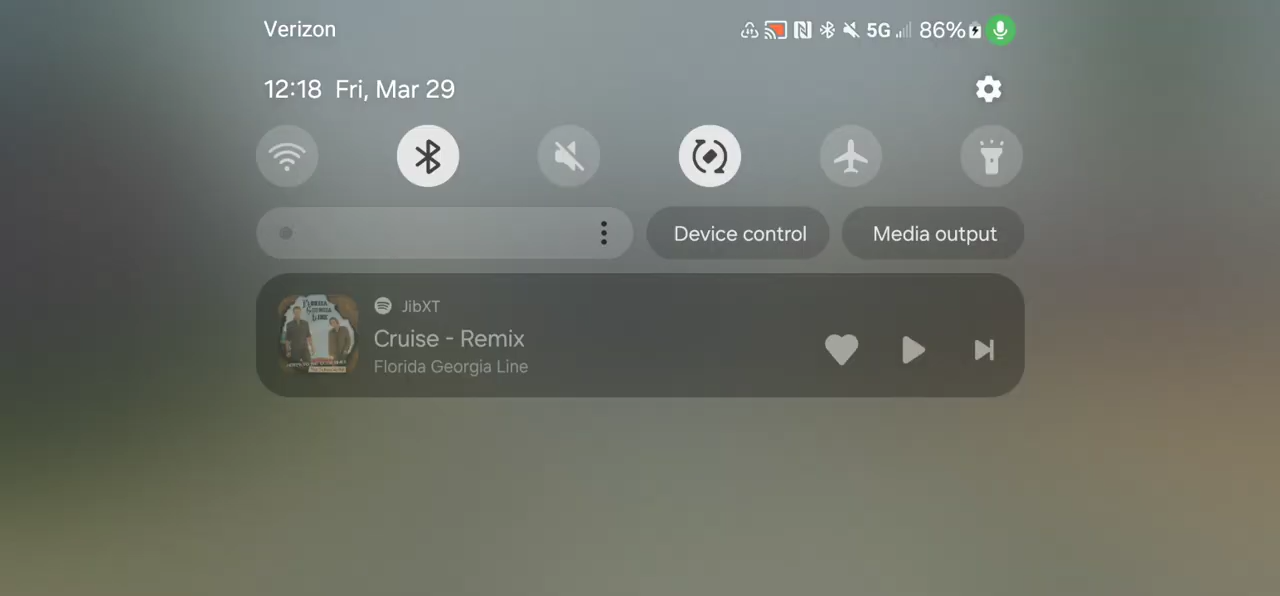 Verizon
5G 86%
12:18 Fri, Mar 29
Device control
Media output
JibXT
Cruise - Remix
Florida Georgia Line